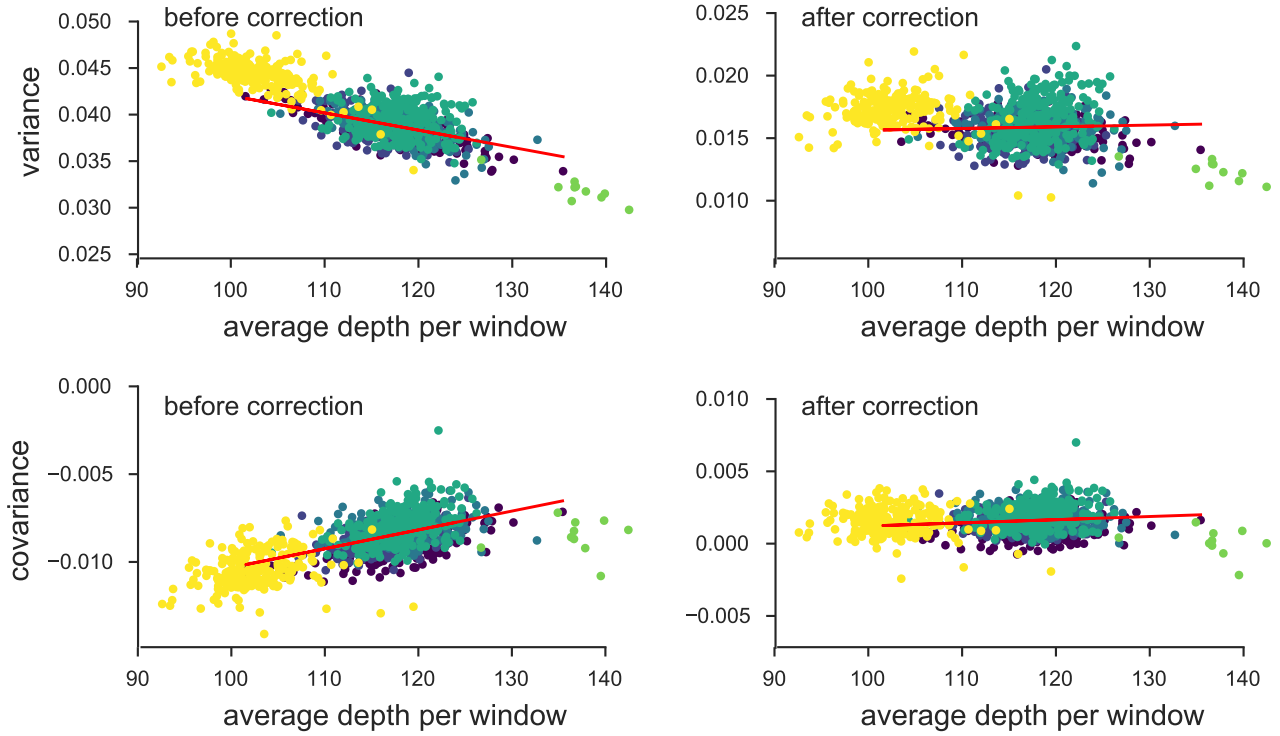 before correction
0.050
0.045
0.040
0.035
0.030
0.025
variance
90 100 110 120 130 140
average depth per window
after correction
0.025
0.020
0.015
0.010
90 100 110 120 130 140
average depth per window
before correction
0.000
−0.005
−0.010
covariance
90 100 110 120 130 140
average depth per window
after correction
0.010
0.005
0.000
−0.005
90 100 110 120 130 140
average depth per window